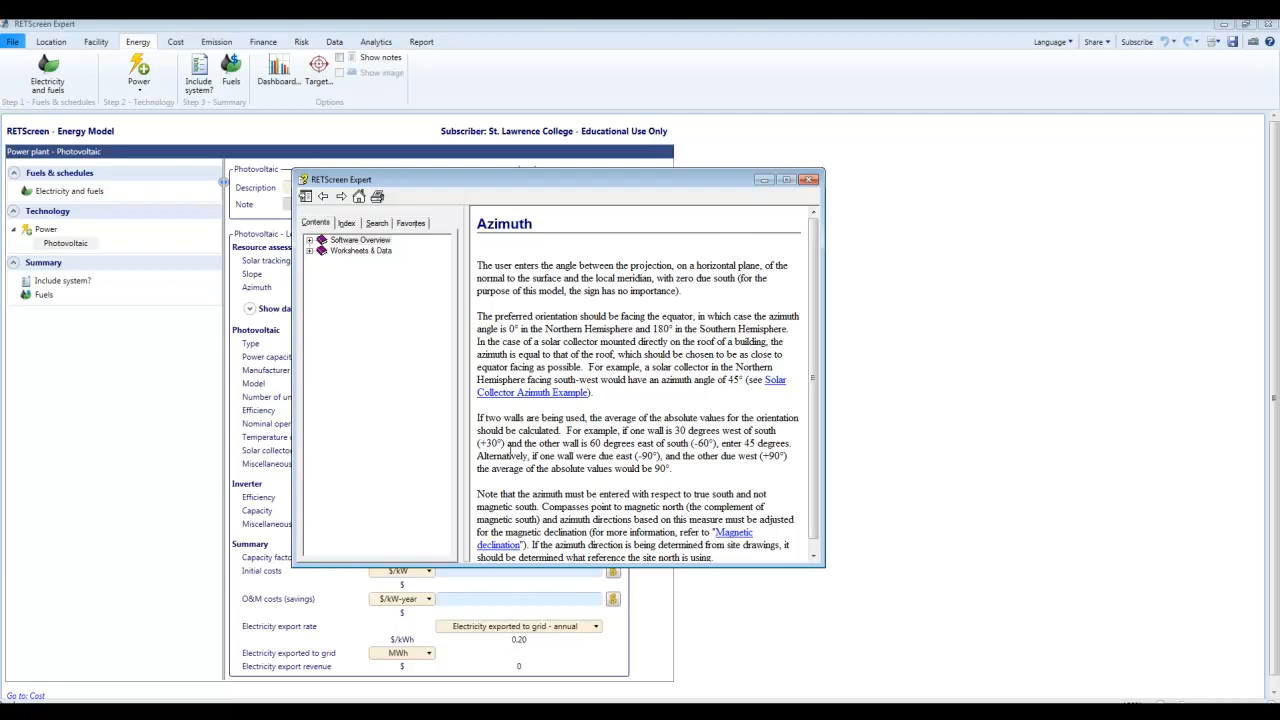 RETScreen Expert
File Location Facility Energy Cost Emission Finance Risk Data Analytics Report
Language Share Subscribe
Electricity and fuels
Power
Include system?
Fuels
Dashboard...
Target...
Show notes
Show image
Step 1 - Fuels & schedules
Step 2 - Technology
Step 3 - Summary
Options
RETScreen - Energy Model
Subscriber: St. Lawrence College - Educational Use Only
Power plant - Photovoltaic
Fuels & schedules
Electricity and fuels
Technology
Power
Photovoltaic
Summary
Include system?
Fuels
Photovoltaic
Description
Note
Photovoltaic - Le
Resource assess
Solar tracking
Slope
Azimuth
Show da
Photovoltaic
Type
Power capacit
Manufacturer
Model
Number of un
Efficiency
Nominal oper
Temperature c
Solar collector
Miscellaneous
Inverter
Efficiency
Capacity
Miscellaneous
Summary
Capacity facto
Initial costs $/kW
$
O&M costs (savings) $/kW-year
$
Electricity export rate Electricity exported to grid - annual
$/kWh 0.20
Electricity exported to grid MWh
Electricity export revenue $ 0
Go to: Cost
RETScreen Expert
Contents Index Search Favorites
Software Overview
Worksheets & Data
Azimuth
The user enters the angle between the projection, on a horizontal plane, of the
normal to the surface and the local meridian, with zero due south (for the
purpose of this model, the sign has no importance).
The preferred orientation should be facing the equator, in which case the azimuth
angle is 0° in the Northern Hemisphere and 180° in the Southern Hemisphere.
In the case of a solar collector mounted directly on the roof of a building, the
azimuth is equal to that of the roof, which should be chosen to be as close to
equator facing as possible. For example, a solar collector in the Northern
Hemisphere facing south-west would have an azimuth angle of 45° (see Solar
Collector Azimuth Example).
If two walls are being used, the average of the absolute values for the orientation
should be calculated. For example, if one wall is 30 degrees west of south
(+30°) and the other wall is 60 degrees east of south (-60°), enter 45 degrees.
Alternatively, if one wall were due east (-90°), and the other due west (+90°)
the average of the absolute values would be 90°.
Note that the azimuth must be entered with respect to true south and not
magnetic south. Compasses point to magnetic north (the complement of
magnetic south) and azimuth directions based on this measure must be adjusted
for the magnetic declination (for more information, refer to "Magnetic
declination"). If the azimuth direction is being determined from site drawings, it
should be determined what reference the site north is using.